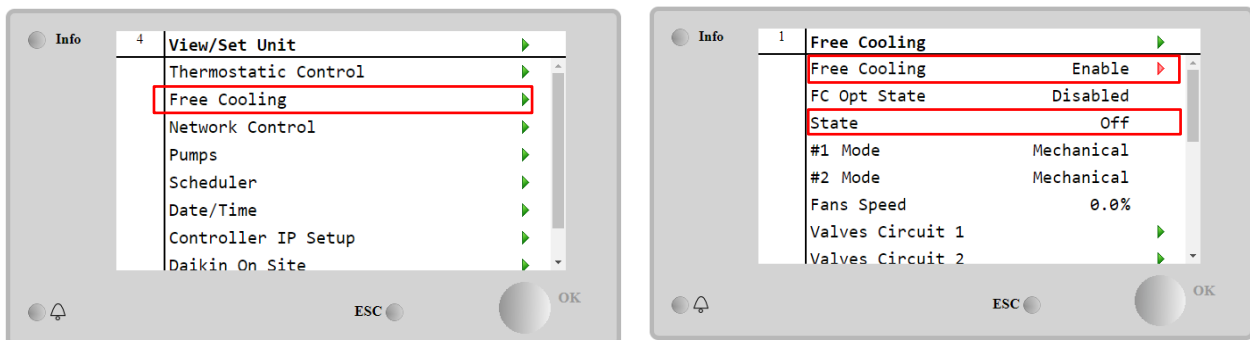 Info
4 View/Set Unit
Thermostatic Control
Free Cooling
Network Control
Pumps
Scheduler
Date/Time
Controller IP Setup
Daikin On Site
ESC
OK
Info
1 Free Cooling
Free Cooling Enable
FC Opt State Disabled
State Off
#1 Mode Mechanical
#2 Mode Mechanical
Fans Speed 0.0%
Valves Circuit 1
Valves Circuit 2
ESC
OK